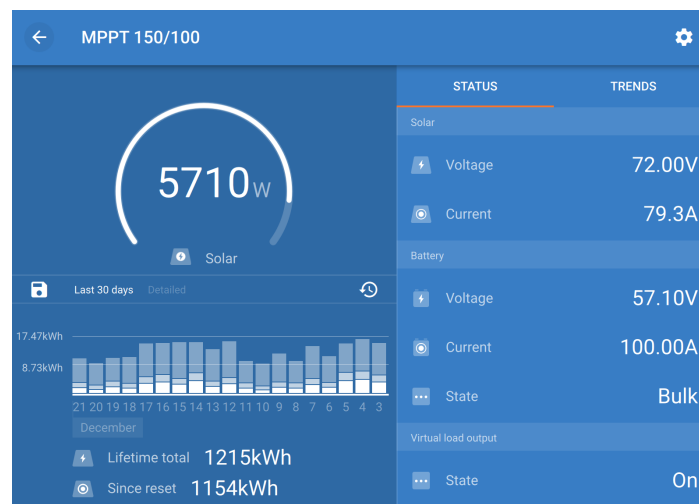 MPPT 150/100
5710W
Solar
Last 30 days Detailed
17.47kWh
8.73kWh
21 20 19 18 17 16 15 14 13 12 11 10 9 8 7 6 5 4 3
December
Lifetime total 1215kWh
Since reset 1154kWh
STATUS TRENDS
Solar
Voltage 72.00V
Current 79.3A
Battery
Voltage 57.10V
Current 100.00A
State Bulk
Virtual load output
State On